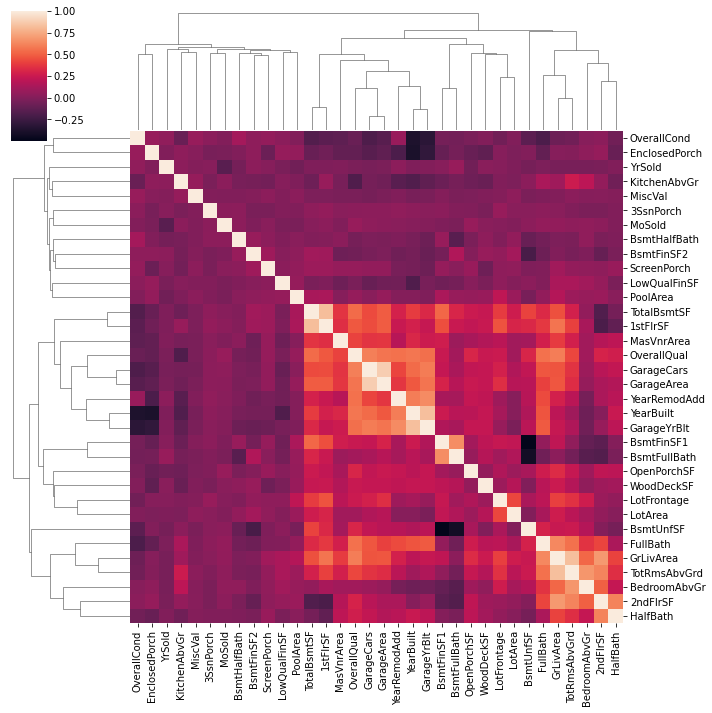 1.00
0.75
0.50
0.25
0.00
−0.25
OverallCond
EnclosedPorch
YrSold
KitchenAbvGr
MiscVal
3SsnPorch
MoSold
BsmtHalfBath
BsmtFinSF2
ScreenPorch
LowQualFinSF
PoolArea
TotalBsmtSF
1stFlrSF
MasVnrArea
OverallQual
GarageCars
GarageArea
YearRemodAdd
YearBuilt
GarageYrBlt
BsmtFinSF1
BsmtFullBath
OpenPorchSF
WoodDeckSF
LotFrontage
LotArea
BsmtUnfSF
FullBath
GrLivArea
TotRmsAbvGrd
BedroomAbvGr
2ndFlrSF
HalfBath
OverallCond
EnclosedPorch
YrSold
KitchenAbvGr
MiscVal
3SsnPorch
MoSold
BsmtHalfBath
BsmtFinSF2
ScreenPorch
LowQualFinSF
PoolArea
TotalBsmtSF
1stFlrSF
MasVnrArea
OverallQual
GarageCars
GarageArea
YearRemodAdd
YearBuilt
GarageYrBlt
BsmtFinSF1
BsmtFullBath
OpenPorchSF
WoodDeckSF
LotFrontage
LotArea
BsmtUnfSF
FullBath
GrLivArea
TotRmsAbvGrd
BedroomAbvGr
2ndFlrSF
HalfBath